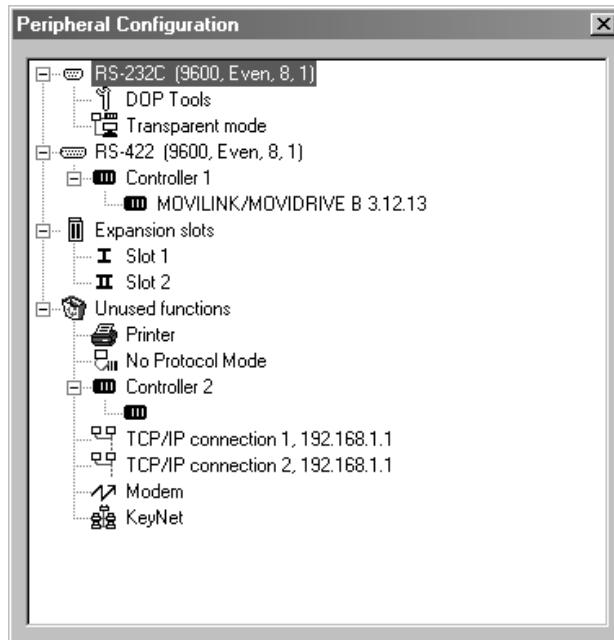 Peripheral Configuration
RS-232C (9600, Even, 8, 1)
DOP Tools
Transparent mode
RS-422 (9600, Even, 8, 1)
Controller 1
MOVILINK/MOVIDRIVE B 3.12.13
Expansion slots
I Slot 1
II Slot 2
Unused functions
Printer
No Protocol Mode
Controller 2
TCP/IP connection 1, 192.168.1.1
TCP/IP connection 2, 192.168.1.1
Modem
KeyNet